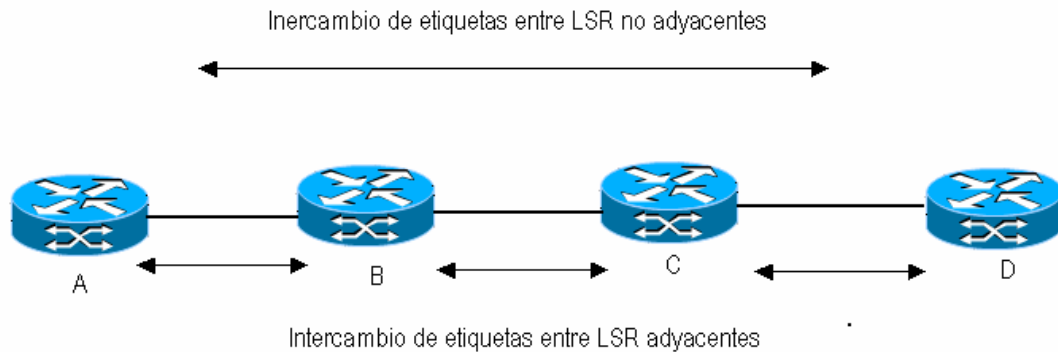 Inercambio de etiquetas entre LSR no adyacentes
A
B
C
D
Intercambio de etiquetas entre LSR adyacentes